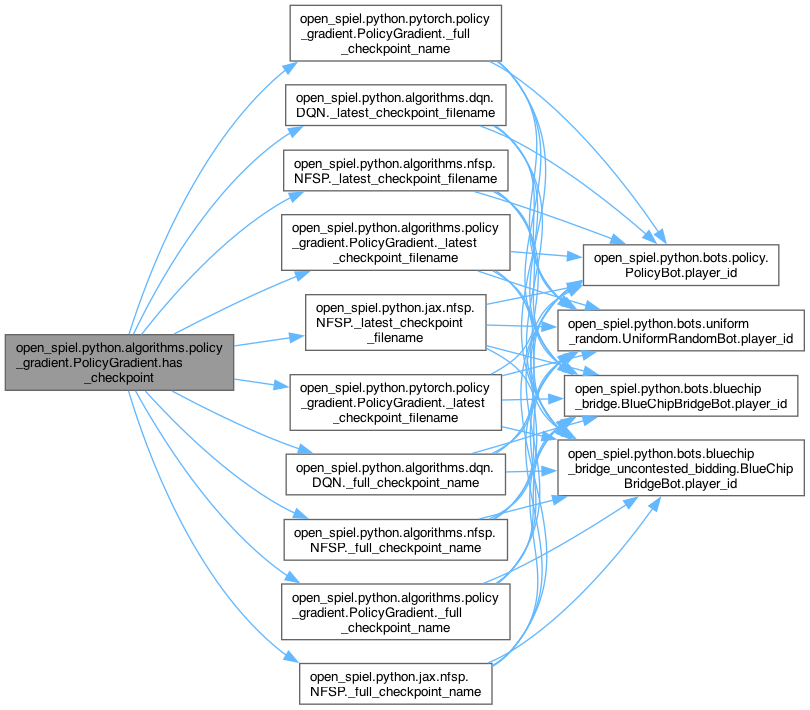 open_spiel.python.pytorch.policy
_gradient.PolicyGradient._full
_checkpoint_name
open_spiel.python.algorithms.dqn.
DQN._latest_checkpoint_filename
open_spiel.python.algorithms.nfsp.
NFSP._latest_checkpoint_filename
open_spiel.python.algorithms.policy
_gradient.PolicyGradient._latest
_checkpoint_filename
open_spiel.python.jax.nfsp.
NFSP._latest_checkpoint
_filename
open_spiel.python.algorithms.policy
_gradient.PolicyGradient.has
_checkpoint
open_spiel.python.pytorch.policy
_gradient.PolicyGradient._latest
_checkpoint_filename
open_spiel.python.algorithms.dqn.
DQN._full_checkpoint_name
open_spiel.python.algorithms.nfsp.
NFSP._full_checkpoint_name
open_spiel.python.algorithms.policy
_gradient.PolicyGradient._full
_checkpoint_name
open_spiel.python.jax.nfsp.
NFSP._full_checkpoint_name
open_spiel.python.bots.policy.
PolicyBot.player_id
open_spiel.python.bots.uniform
_random.UniformRandomBot.player_id
open_spiel.python.bots.bluechip
_bridge.BlueChipBridgeBot.player_id
open_spiel.python.bots.bluechip
_bridge_uncontested_bidding.BlueChip
BridgeBot.player_id